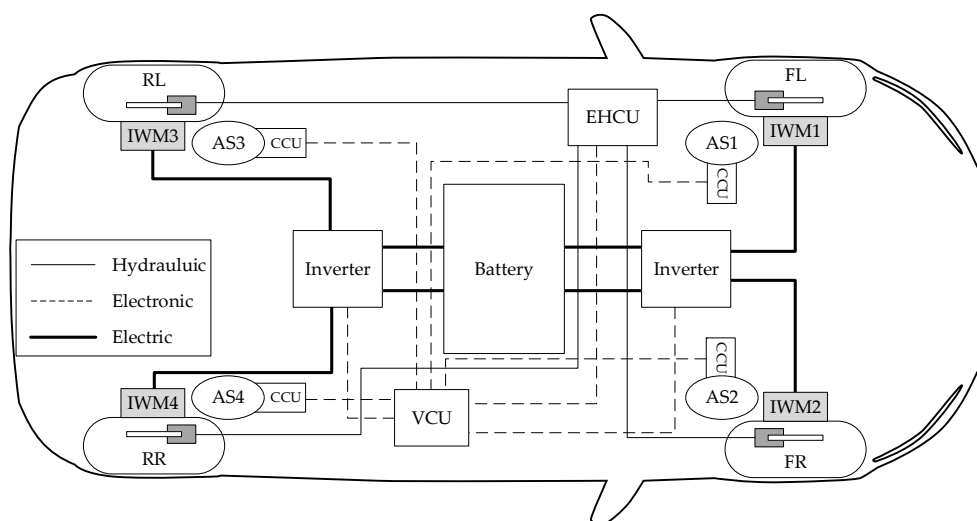 RL
FL
EHCU
IWM3
AS3
CCU
AS1
IWM1
CCU
Inverter
Battery
Inverter
Hydrauluic
Electronic
Electric
CCU
IWM4
AS4
CCU
VCU
AS2
IWM2
RR
FR